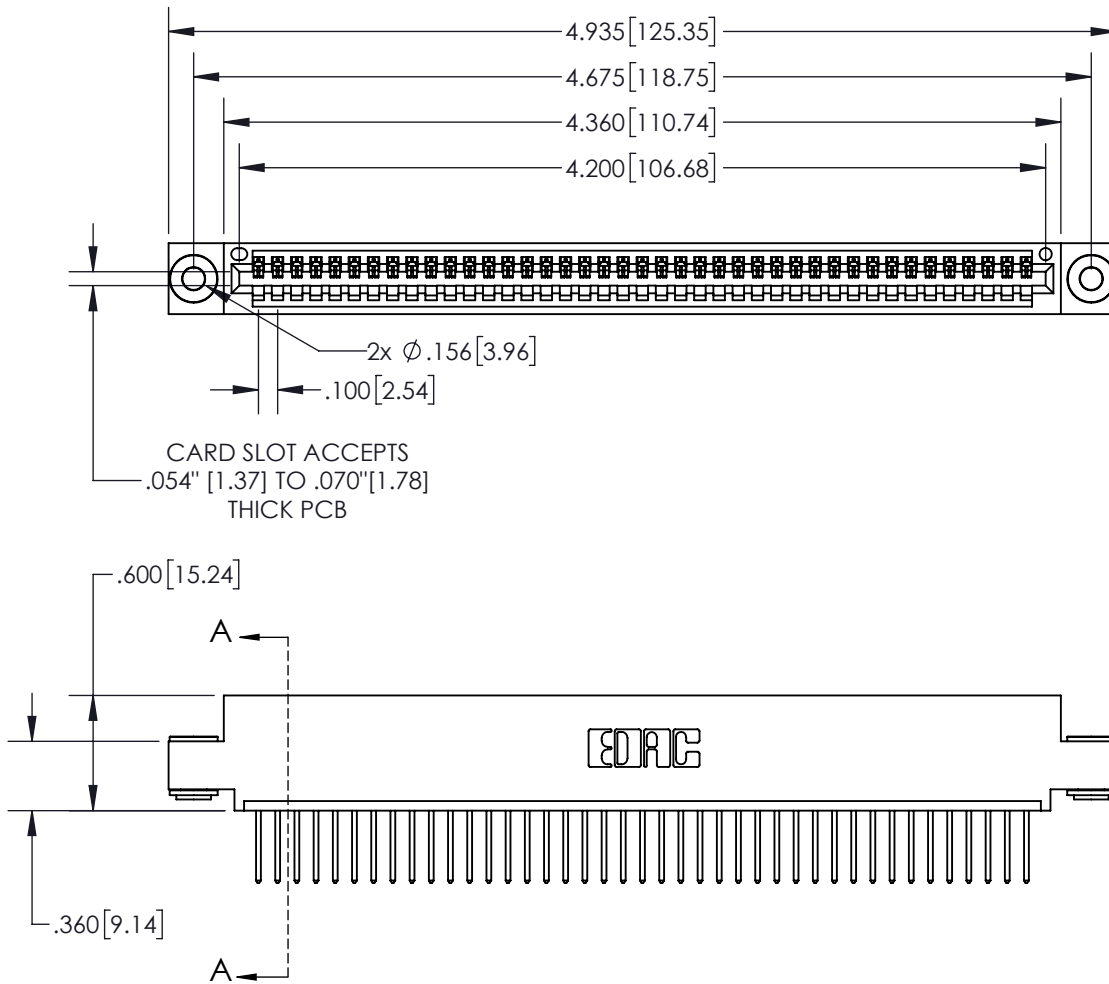 4.935[125.35]
4.675[118.75]
4.360[110.74]
4.200[106.68]
2x Ø.156[3.96]
.100[2.54]
CARD SLOT ACCEPTS
.054" [1.37] TO .070"[1.78]
THICK PCB
.600[15.24]
A
EDAC
.360[9.14]
A